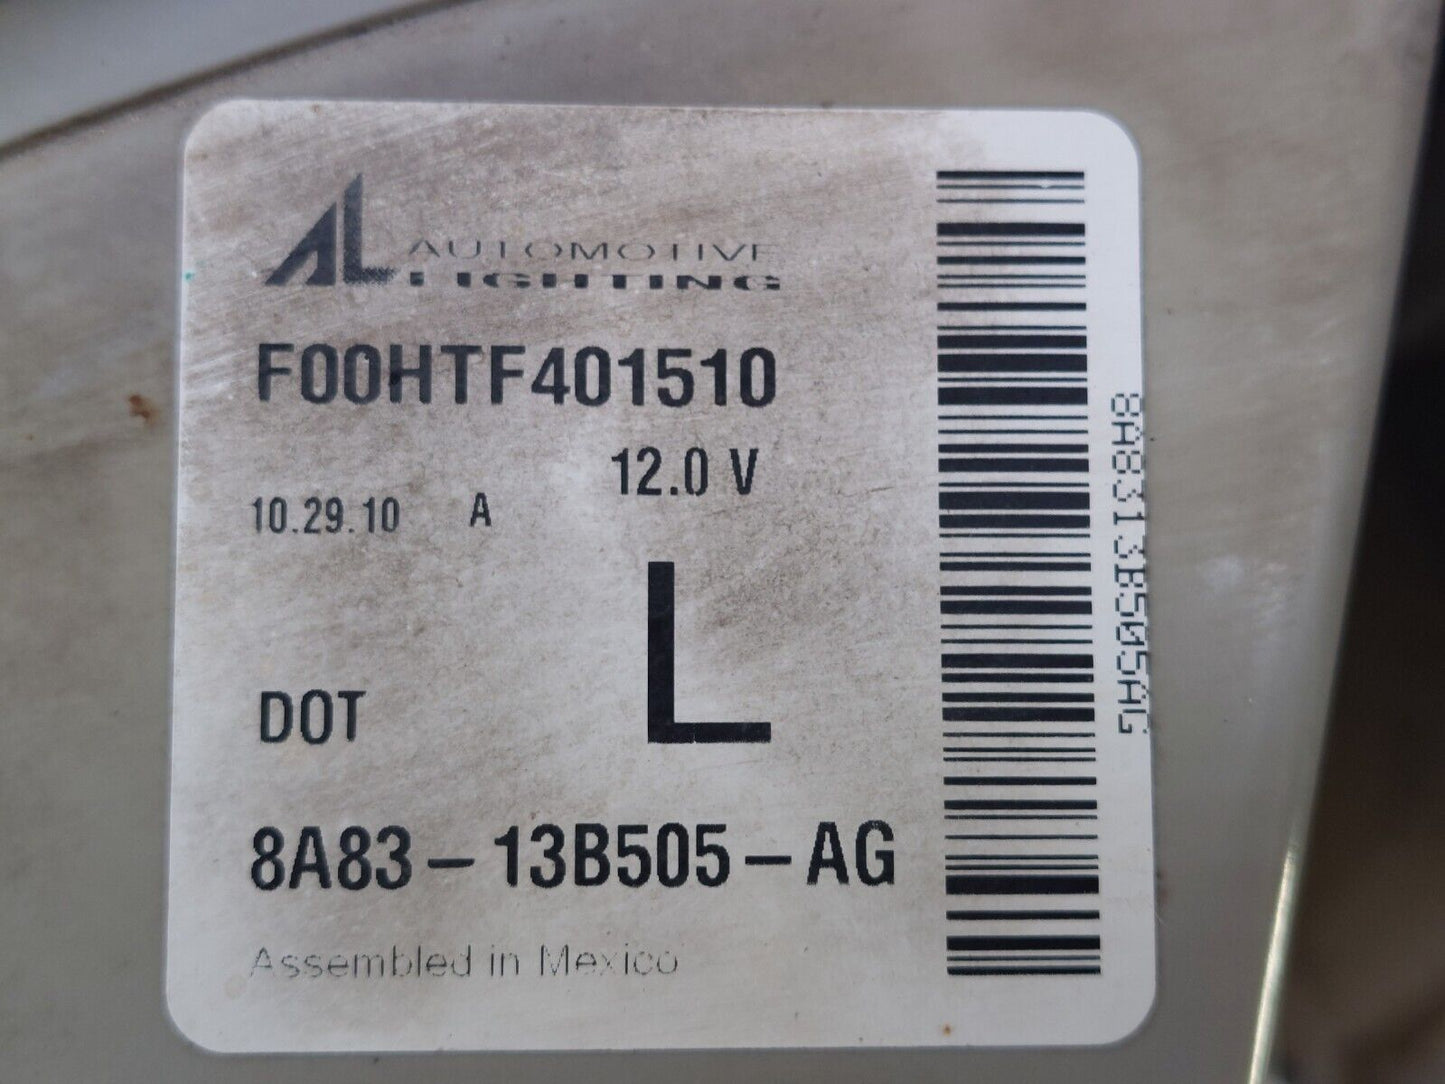 AL AUTOMOTIVE
LIGHTING
F00HTF401510
12.0 V
10.29.10 A
L
DOT
8A83-13B505-AG
Assembled in Mexico
8A8313B505AG